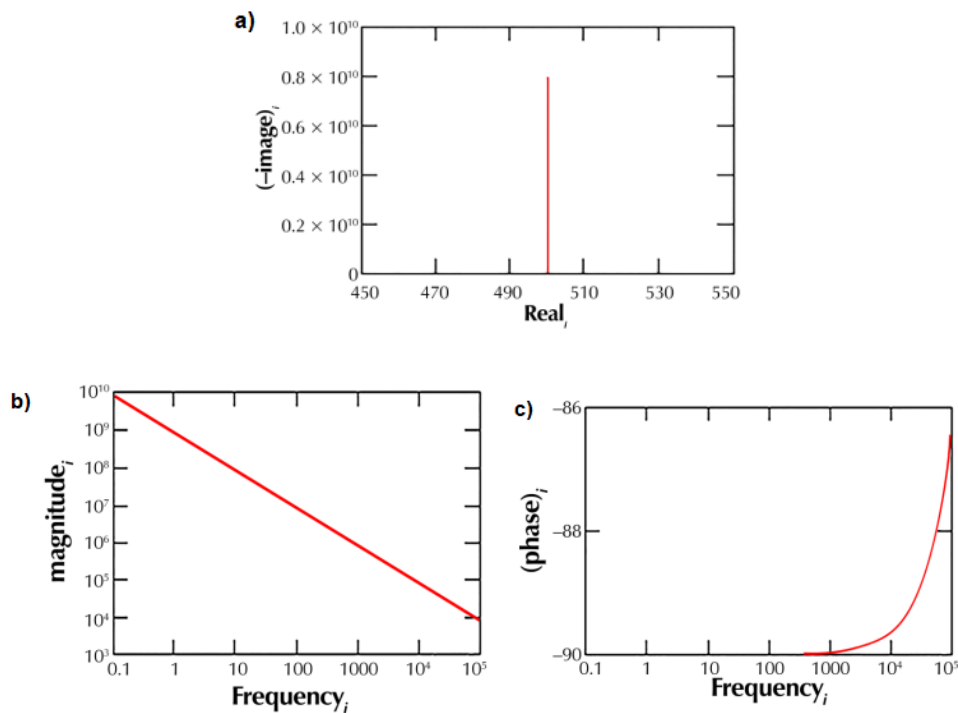 a)
1.0 × 10¹⁰
0.8 × 10¹⁰
0.6 × 10¹⁰
0.4 × 10¹⁰
0.2 × 10¹⁰
0
(−image)ᵢ
450 470 490 510 530 550
Realᵢ
b)
10¹⁰
10⁹
10⁸
10⁷
10⁶
10⁵
10⁴
10³
magnitudeᵢ
0.1 1 10 100 1000 10⁴ 10⁵
Frequencyᵢ
c)
−86
−88
−90
(phase)ᵢ
0.1 1 10 100 1000 10⁴ 10⁵
Frequencyᵢ